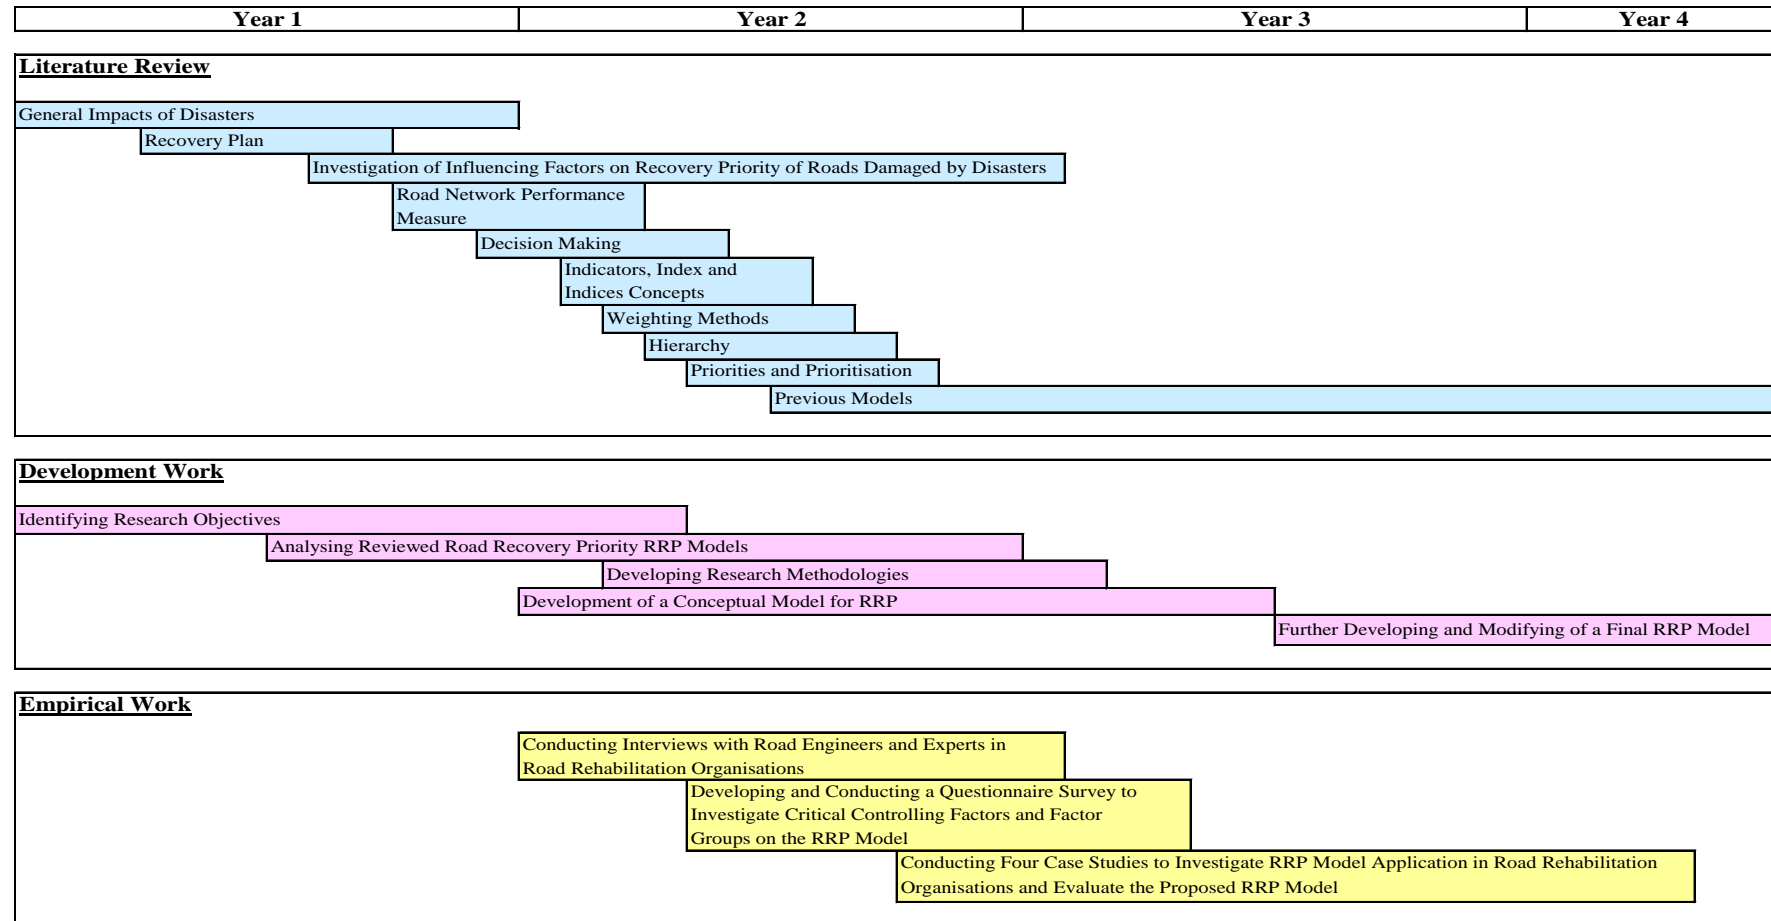 Year 1 Year 2 Year 3 Year 4
Literature Review
General Impacts of Disasters
Recovery Plan
Investigation of Influencing Factors on Recovery Priority of Roads Damaged by Disasters
Road Network Performance
Measure
Decision Making
Indicators, Index and
Indices Concepts
Weighting Methods
Hierarchy
Priorities and Prioritisation
Previous Models
Development Work
Identifying Research Objectives
Analysing Reviewed Road Recovery Priority RRP Models
Developing Research Methodologies
Development of a Conceptual Model for RRP
Further Developing and Modifying of a Final RRP Model
Empirical Work
Conducting Interviews with Road Engineers and Experts in
Road Rehabilitation Organisations
Developing and Conducting a Questionnaire Survey to
Investigate Critical Controlling Factors and Factor
Groups on the RRP Model
Conducting Four Case Studies to Investigate RRP Model Application in Road Rehabilitation
Organisations and Evaluate the Proposed RRP Model